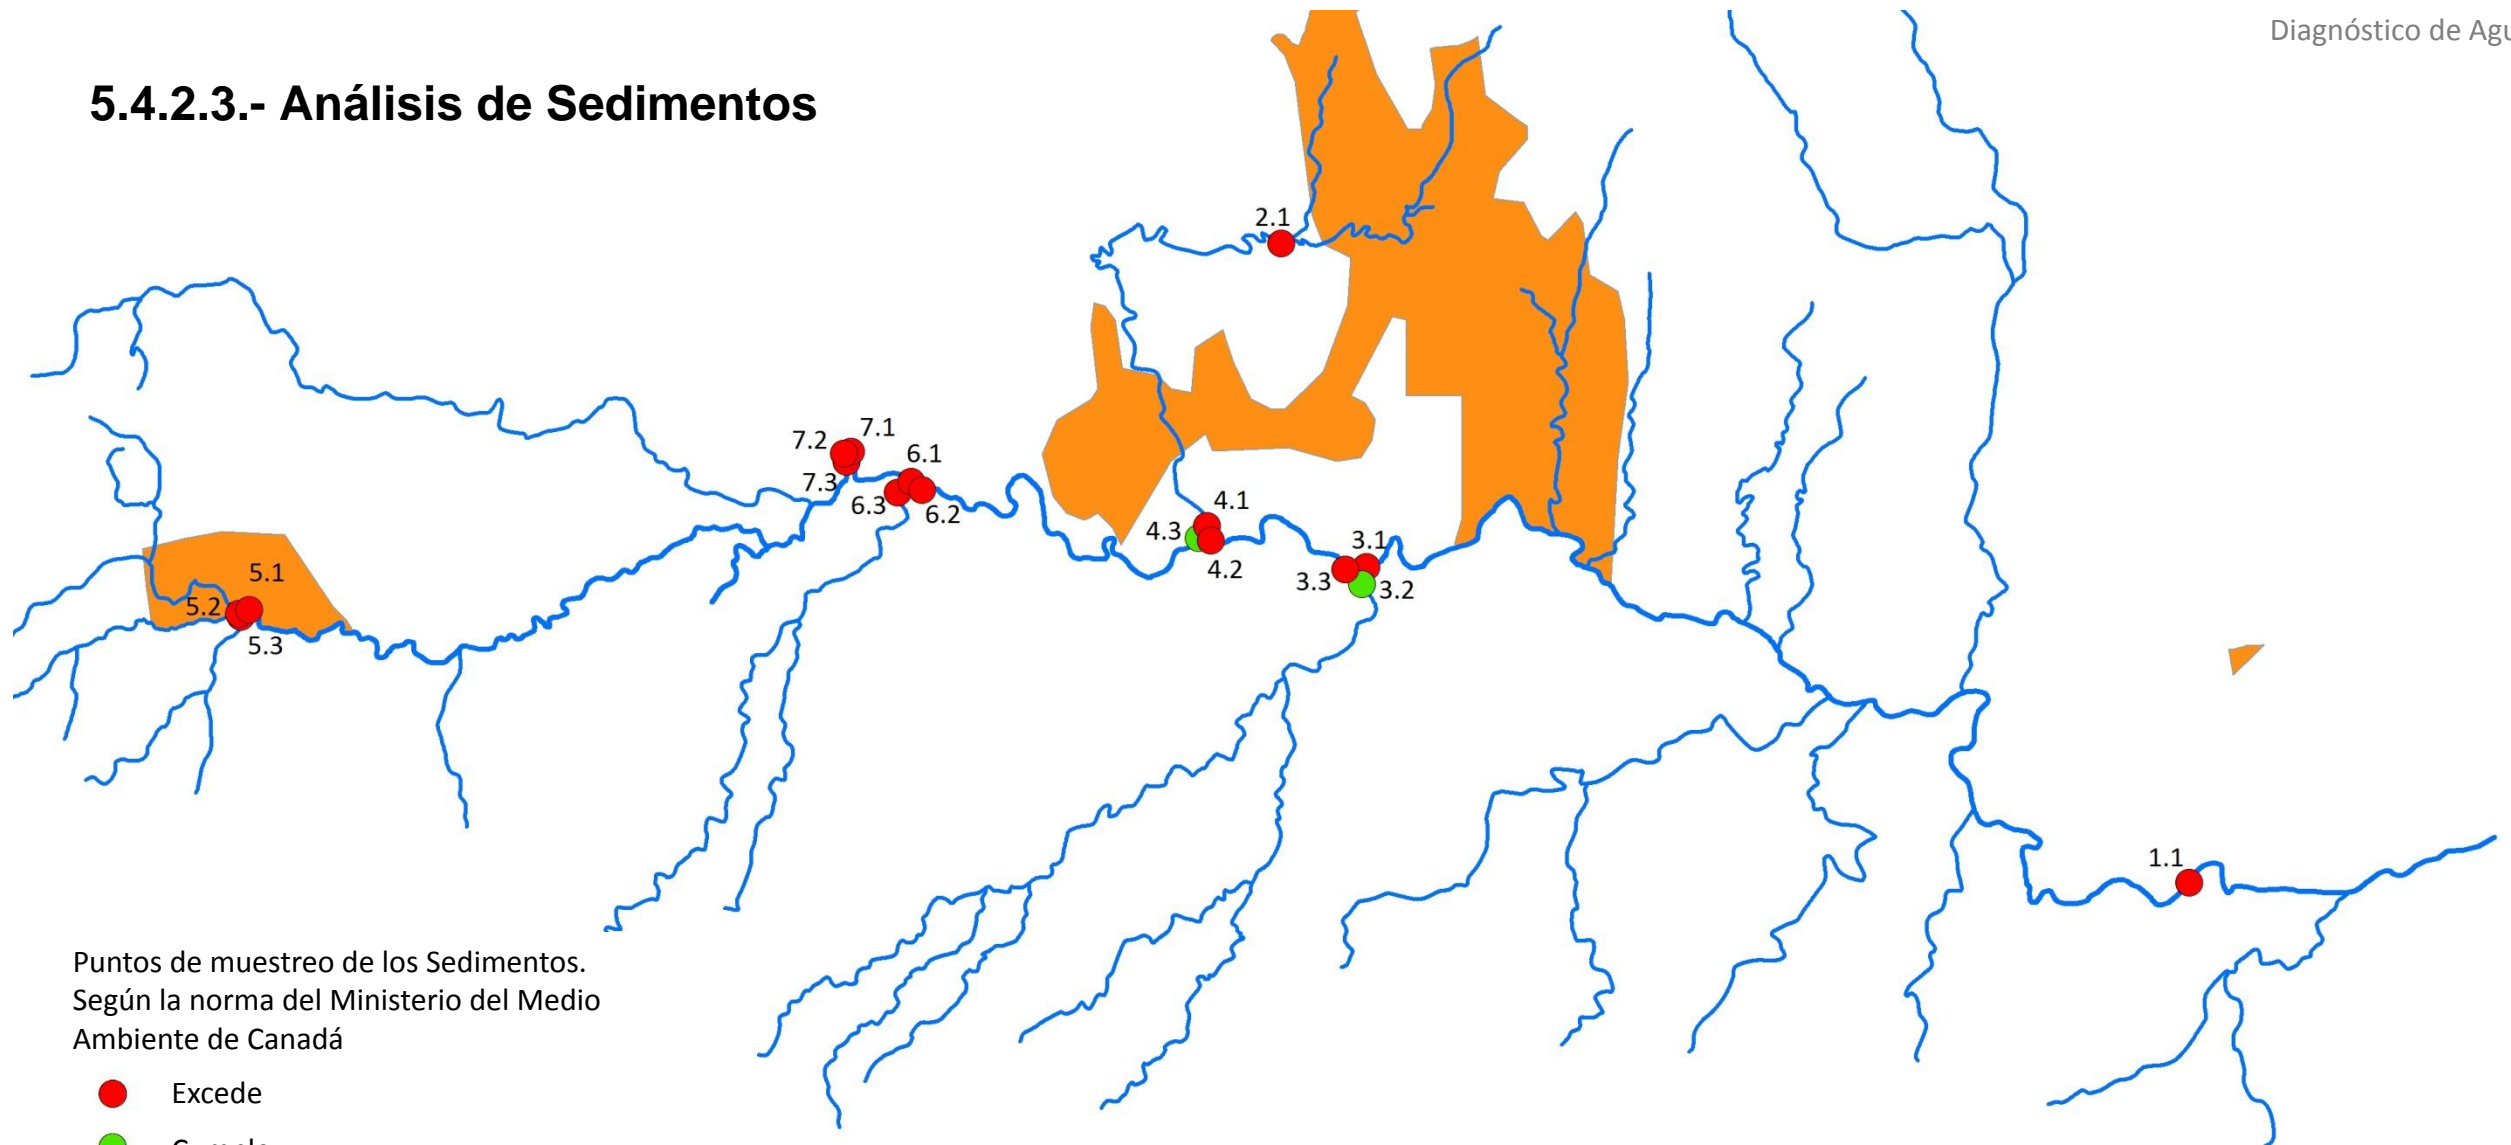 Diagnóstico de Agu
5.4.2.3.- Análisis de Sedimentos
2.1
7.1
7.2
6.1
7.3
6.3
6.2
4.1
4.3
3.1
4.2
5.1
3.3
3.2
5.2
5.3
1.1
Puntos de muestreo de los Sedimentos.
Según la norma del Ministerio del Medio
Ambiente de Canadá
Excede